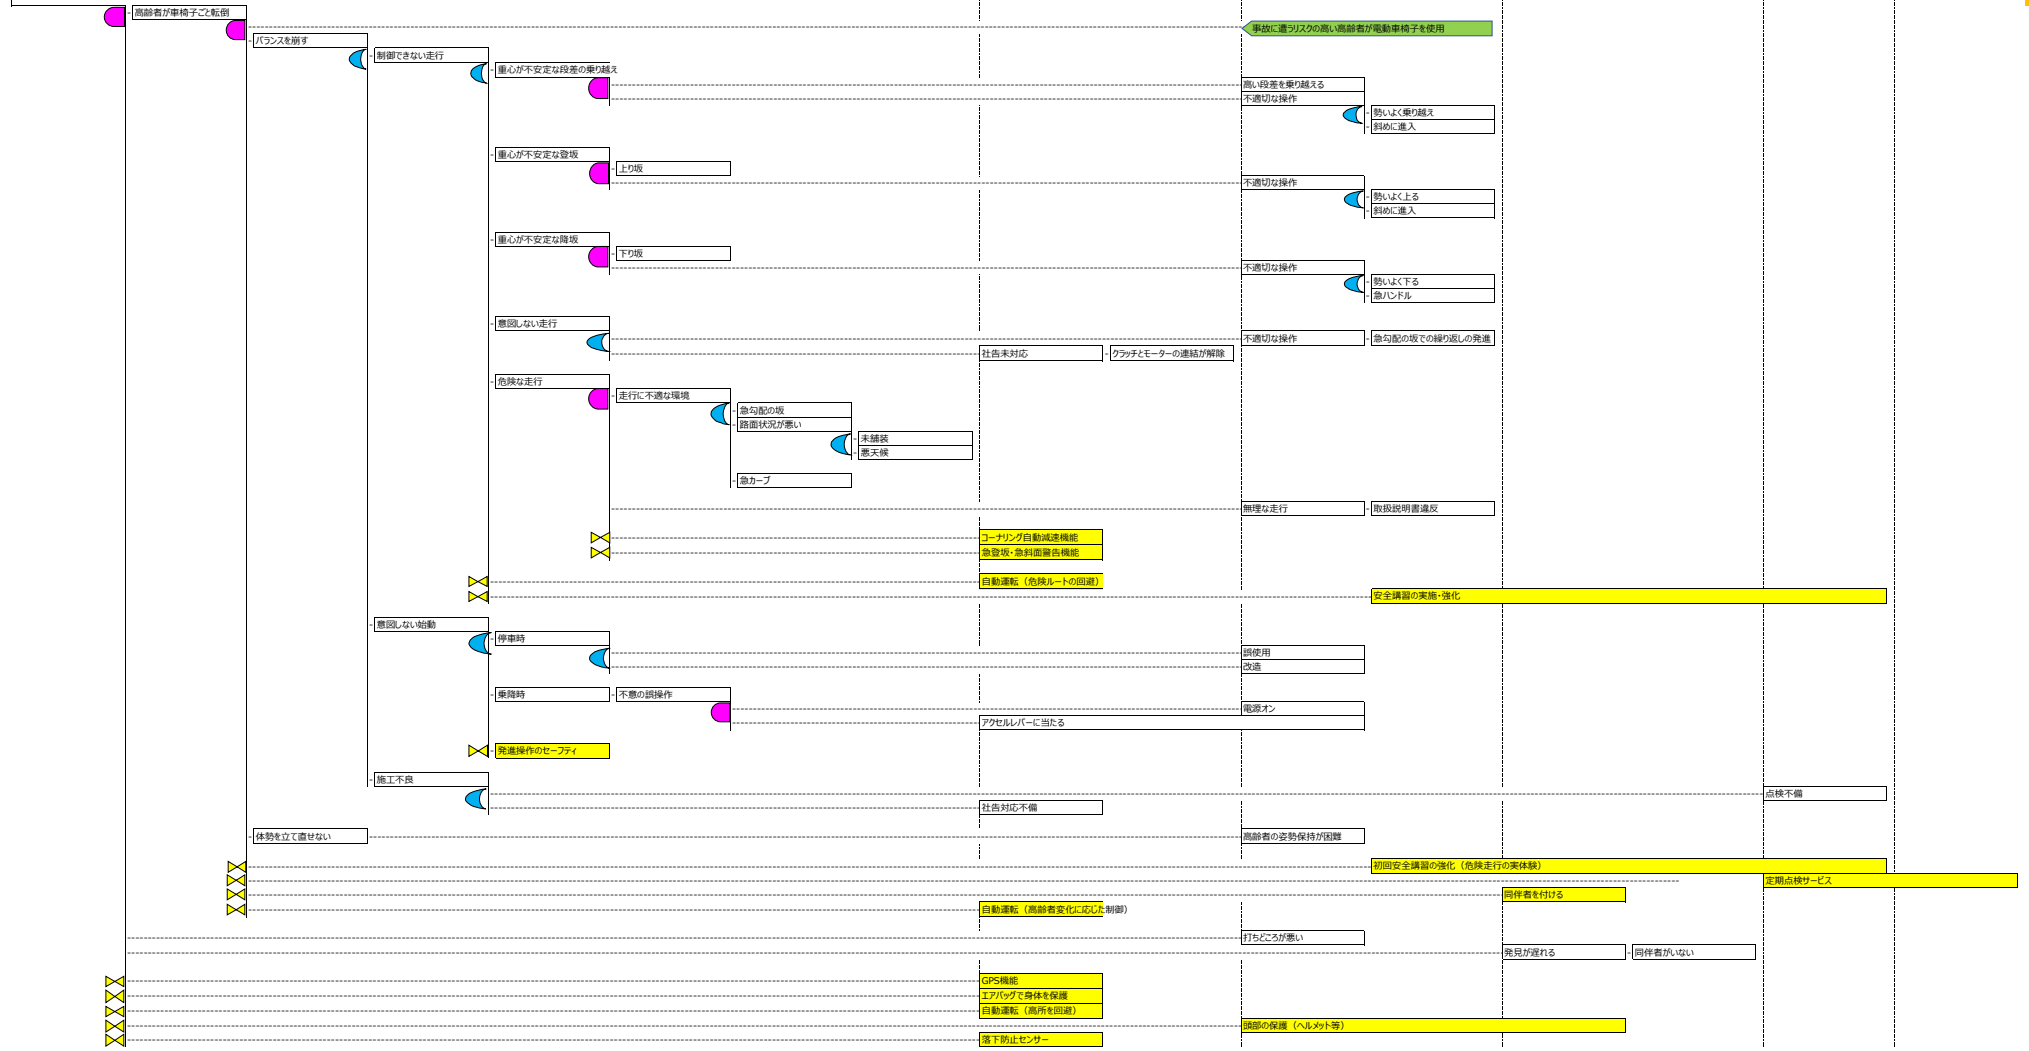 高齢者が車椅子ごと転倒
事故に遭うリスクの高い高齢者が電動車椅子を使用
バランスを崩す
制御できない走行
重心が不安定な段差の乗り越え
高い段差を乗り越える
不適切な操作
勢いよく乗り越え
斜めに進入
重心が不安定な登坂
上り坂
不適切な操作
勢いよく上る
斜めに進入
重心が不安定な降坂
下り坂
不適切な操作
勢いよく下る
急ハンドル
意図しない走行
不適切な操作
急勾配の坂での繰り返しの発進
社告未対応
クラッチとモーターの連結が解除
危険な走行
走行に不適な環境
急勾配の坂
路面状況が悪い
未舗装
悪天候
急カーブ
無理な走行
取扱説明書違反
コーナリング自動減速機能
急登坂・急斜面警告機能
自動運転（危険ルートの回避）
安全講習の実施・強化
意図しない始動
停車時
誤使用
改造
乗降時
不意の誤操作
電源オン
アクセルレバーに当たる
発進操作のセーフティ
施工不良
点検不備
社告対応不備
体勢を立て直せない
高齢者の姿勢保持が困難
初回安全講習の強化（危険走行の実体験）
定期点検サービス
同伴者を付ける
自動運転（高齢者変化に応じた制御）
打ちどころが悪い
発見が遅れる
同伴者がいない
GPS機能
エアバッグで身体を保護
自動運転（高所を回避）
頭部の保護（ヘルメット等）
落下防止センサー